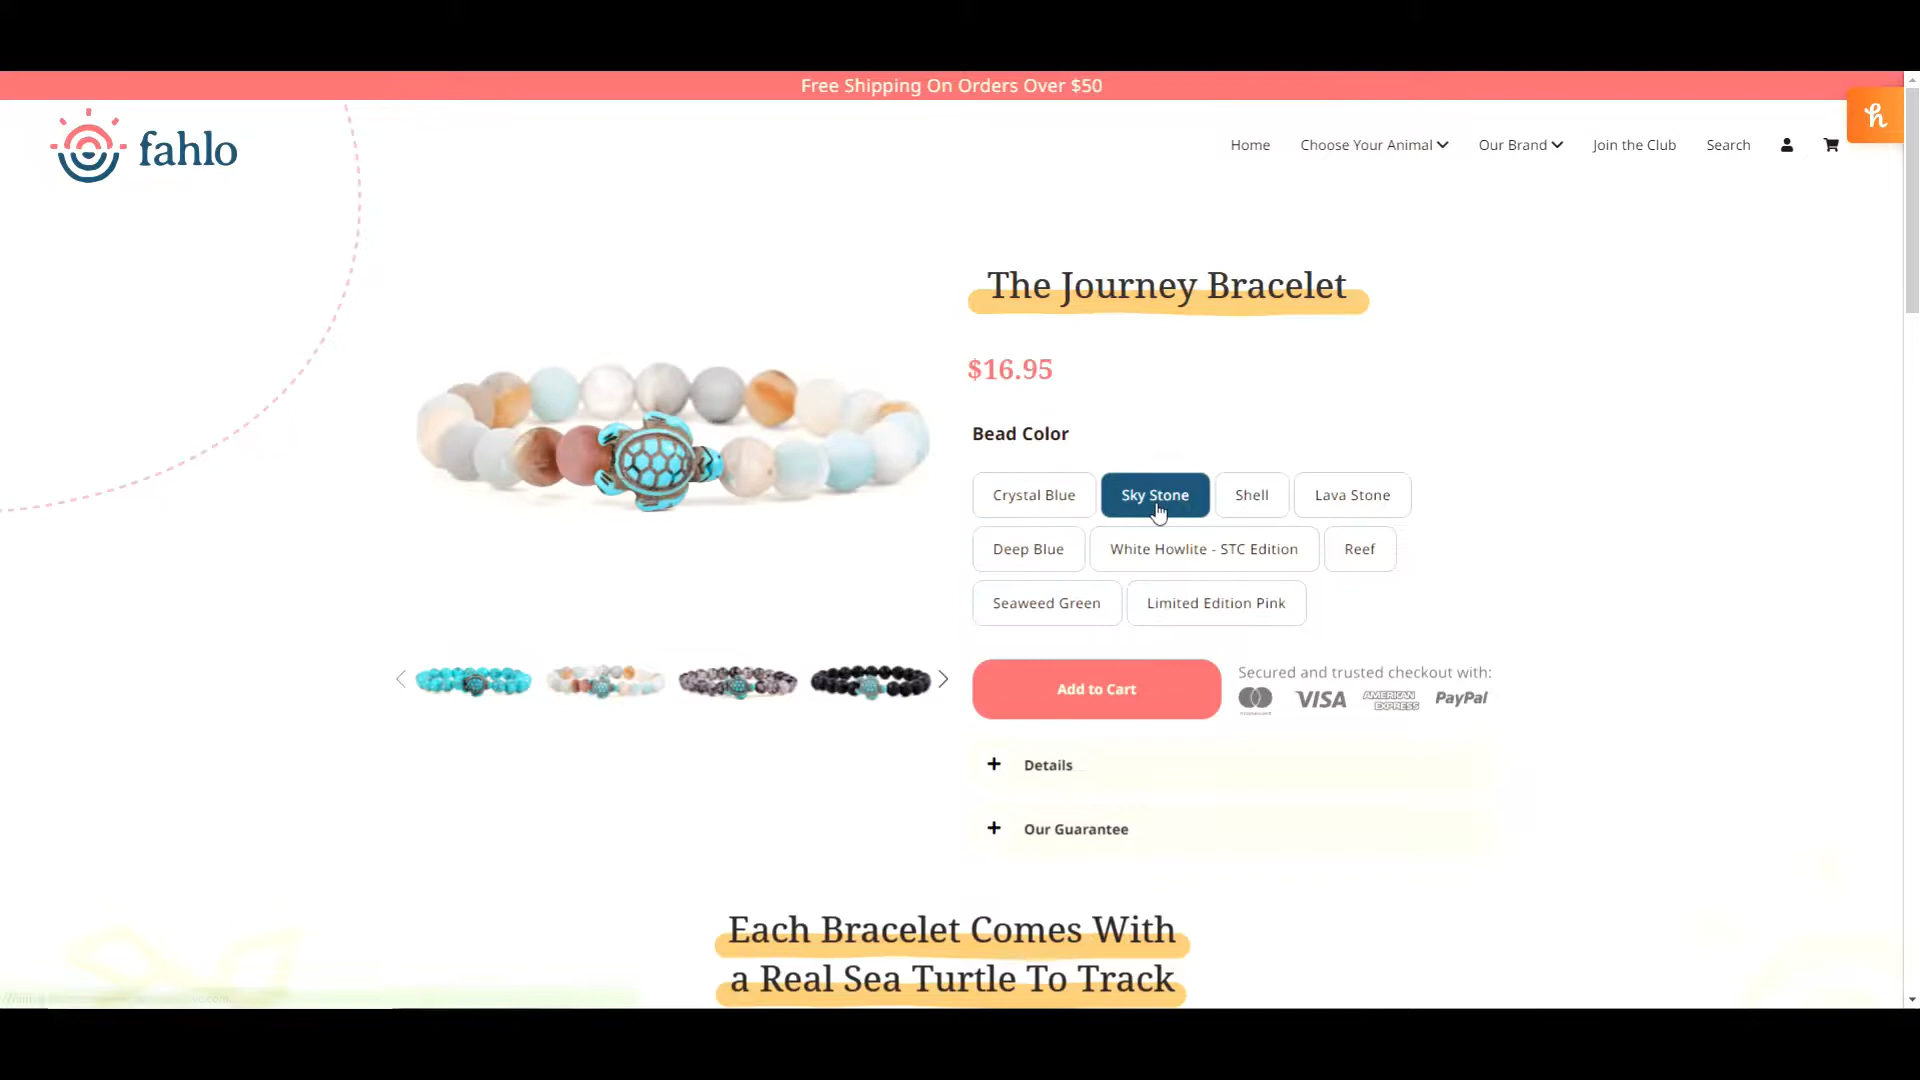 Free Shipping On Orders Over $50
fahlo
Home
Choose Your Animal
Our Brand
Join the Club
Search
The Journey Bracelet
$16.95
Bead Color
Crystal Blue
Sky Stone
Shell
Lava Stone
Deep Blue
White Howlite - STC Edition
Reef
Seaweed Green
Limited Edition Pink
Add to Cart
Secured and trusted checkout with:
VISA
AMERICAN
EXPRESS
PayPal
Details
Our Guarantee
Each Bracelet Comes With
a Real Sea Turtle To Track